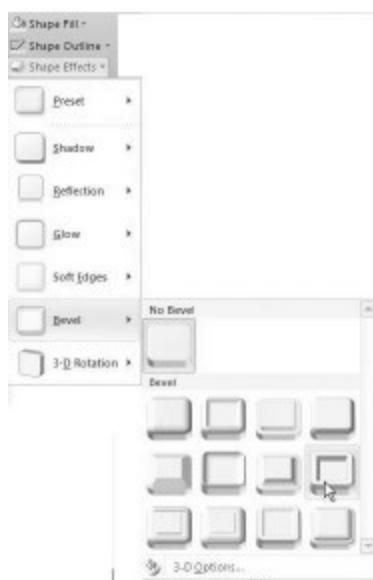 Shape Fill
Shape Outline
Shape Effects
Preset
Shadow
Reflection
Glow
Soft Edges
Bevel
3-D Rotation
No Bevel
Bevel
3-D Options...